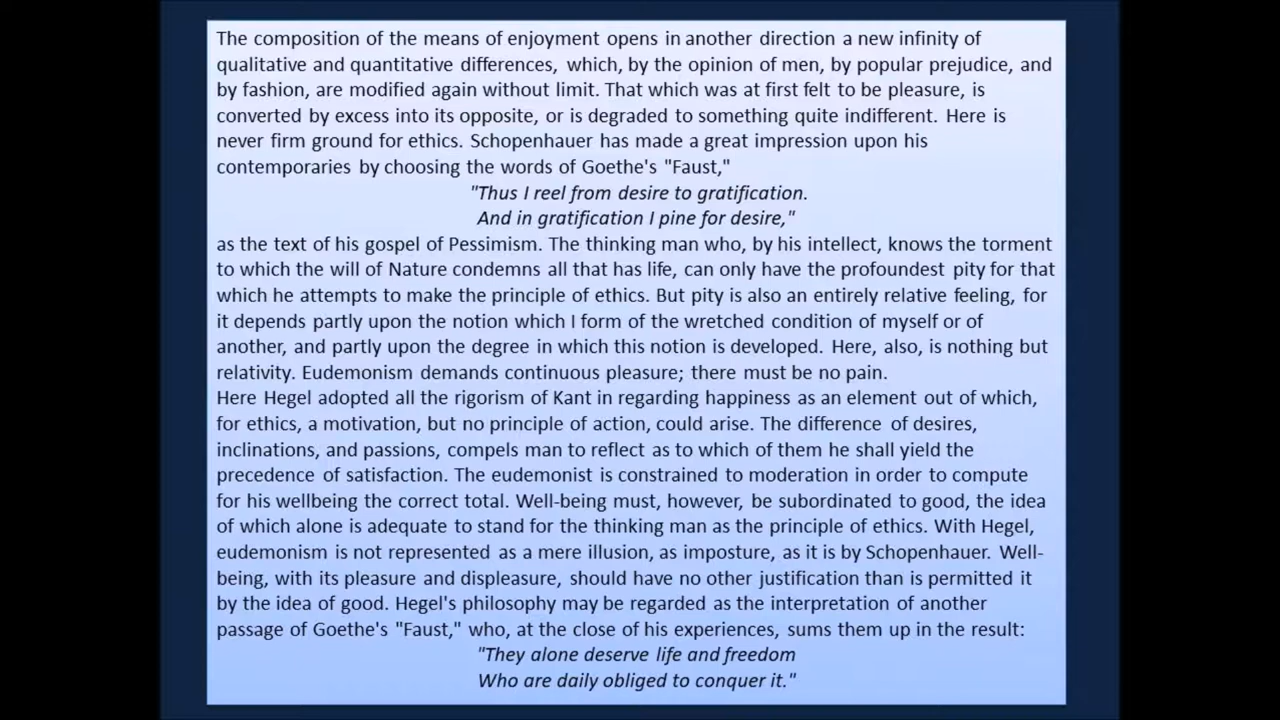 The composition of the means of enjoyment opens in another direction a new infinity of
qualitative and quantitative differences, which, by the opinion of men, by popular prejudice, and
by fashion, are modified again without limit. That which was at first felt to be pleasure, is
converted by excess into its opposite, or is degraded to something quite indifferent. Here is
never firm ground for ethics. Schopenhauer has made a great impression upon his
contemporaries by choosing the words of Goethe's "Faust,"
"Thus I reel from desire to gratification.
And in gratification I pine for desire,"
as the text of his gospel of Pessimism. The thinking man who, by his intellect, knows the torment
to which the will of Nature condemns all that has life, can only have the profoundest pity for that
which he attempts to make the principle of ethics. But pity is also an entirely relative feeling, for
it depends partly upon the notion which I form of the wretched condition of myself or of
another, and partly upon the degree in which this notion is developed. Here, also, is nothing but
relativity. Eudemonism demands continuous pleasure; there must be no pain.
Here Hegel adopted all the rigorism of Kant in regarding happiness as an element out of which,
for ethics, a motivation, but no principle of action, could arise. The difference of desires,
inclinations, and passions, compels man to reflect as to which of them he shall yield the
precedence of satisfaction. The eudemonist is constrained to moderation in order to compute
for his wellbeing the correct total. Well-being must, however, be subordinated to good, the idea
of which alone is adequate to stand for the thinking man as the principle of ethics. With Hegel,
eudemonism is not represented as a mere illusion, as imposture, as it is by Schopenhauer. Well-
being, with its pleasure and displeasure, should have no other justification than is permitted it
by the idea of good. Hegel's philosophy may be regarded as the interpretation of another
passage of Goethe's "Faust," who, at the close of his experiences, sums them up in the result:
"They alone deserve life and freedom
Who are daily obliged to conquer it."